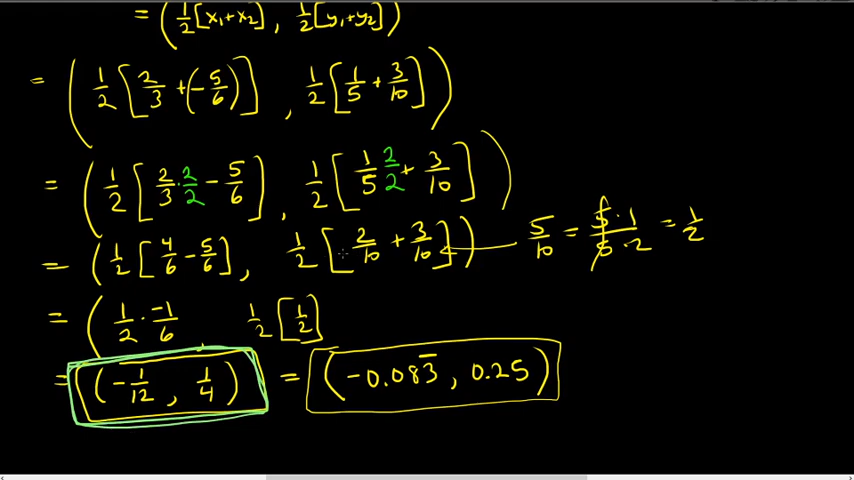 = (1/2[x₁+x₂], 1/2[y₁+y₂])
= (1/2[2/3+(-5/6)], 1/2[1/5+3/10])
= (1/2[2/3·2/2-5/6], 1/2[1/5 2/2+3/10])
= (1/2[4/6-5/6], 1/2[2/10+3/10]) 5/10 = 5·1/5·2 = 1/2
= (1/2·-1/6, 1/2[1/2]
= (-1/12, 1/4) = (-0.083̅, 0.25)